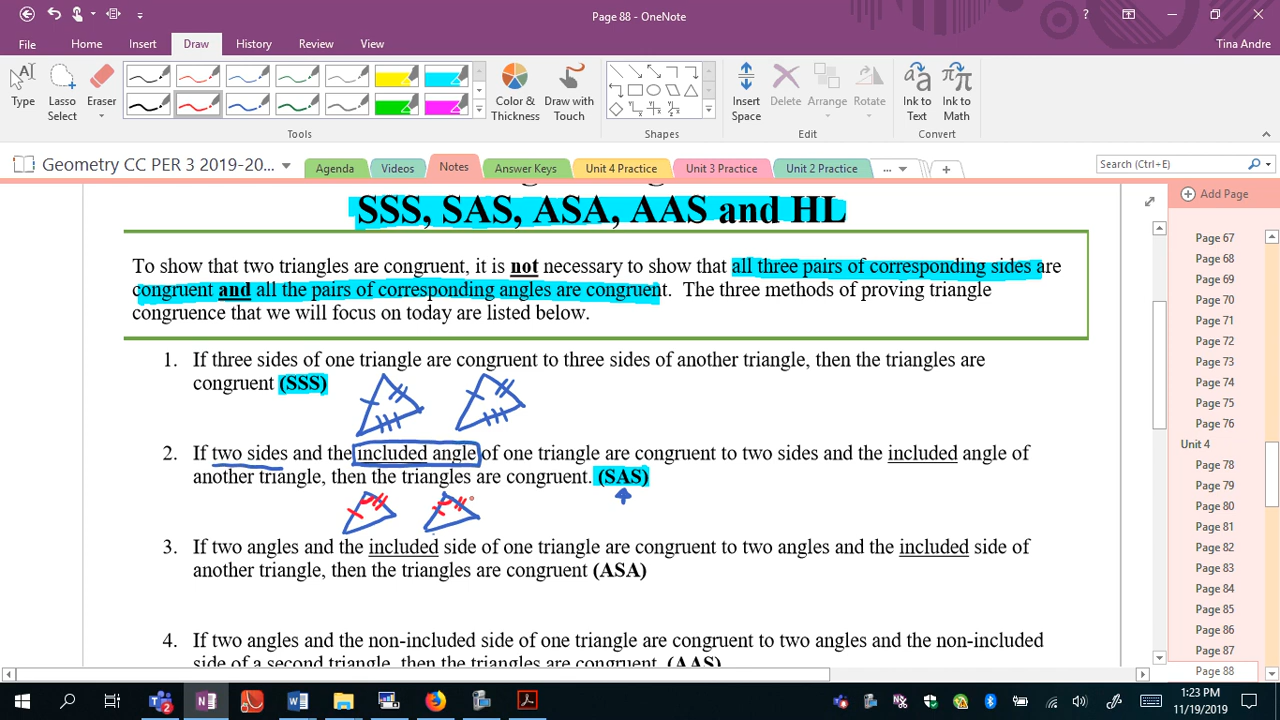 Page 88 - OneNote
?
Tina Andre
File
Home
Insert
Draw
History
Review
View
Type
Lasso Select
Eraser
Color & Thickness
Draw with Touch
Insert Space
Delete
Arrange
Rotate
Ink to Text
Ink to Math
Tools
Shapes
Edit
Convert
Geometry CC PER 3 2019-20...
Agenda
Videos
Notes
Answer Keys
Unit 4 Practice
Unit 3 Practice
Unit 2 Practice
...
Search (Ctrl+E)
Add Page
SSS, SAS, ASA, AAS and HL
To show that two triangles are congruent, it is not necessary to show that all three pairs of corresponding sides are
congruent and all the pairs of corresponding angles are congruent. The three methods of proving triangle
congruence that we will focus on today are listed below.
1. If three sides of one triangle are congruent to three sides of another triangle, then the triangles are
congruent (SSS)
2. If two sides and the included angle of one triangle are congruent to two sides and the included angle of
another triangle, then the triangles are congruent. (SAS)
3. If two angles and the included side of one triangle are congruent to two angles and the included side of
another triangle, then the triangles are congruent (ASA)
4. If two angles and the non-included side of one triangle are congruent to two angles and the non-included
side of a second triangle, then the triangles are congruent. (AAS)
Page 67
Page 68
Page 69
Page 70
Page 71
Page 72
Page 73
Page 74
Page 75
Page 76
Unit 4
Page 78
Page 79
Page 80
Page 81
Page 82
Page 83
Page 84
Page 85
Page 86
Page 87
Page 88
1:23 PM
11/19/2019